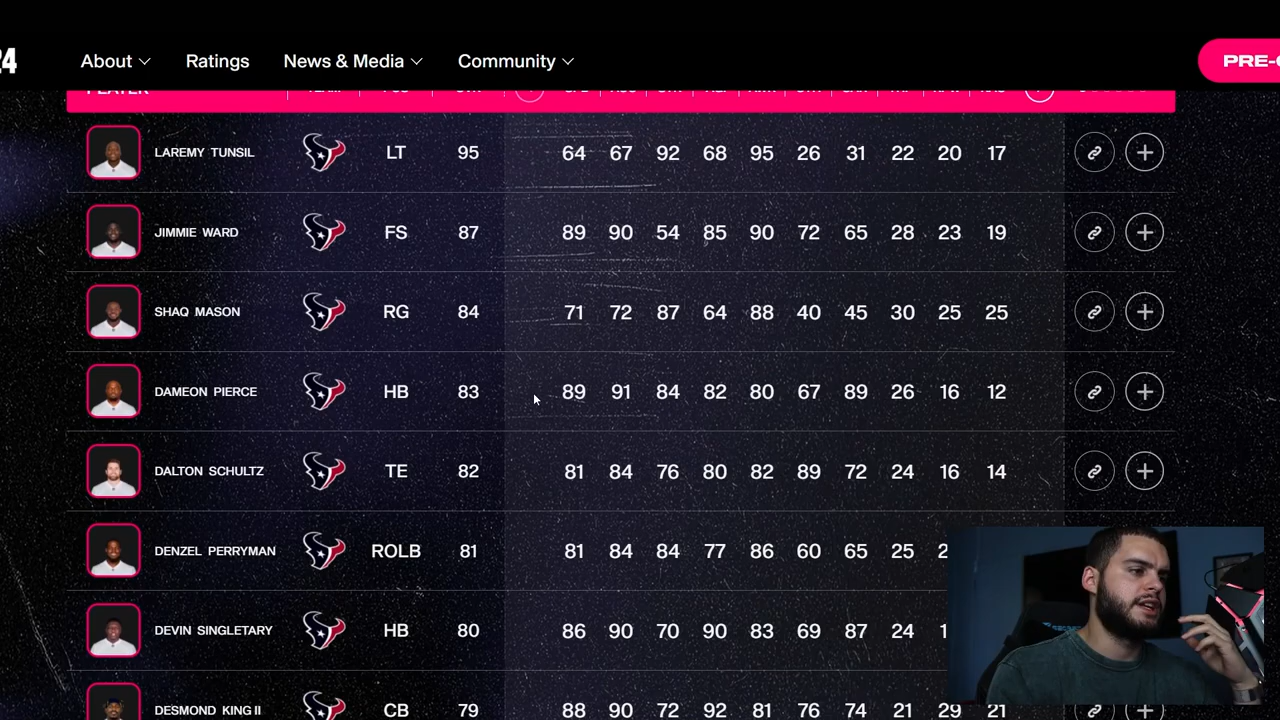 24 About Ratings News & Media Community PRE-
PLAYER
LAREMY TUNSIL LT 95 64 67 92 68 95 26 31 22 20 17
JIMMIE WARD FS 87 89 90 54 85 90 72 65 28 23 19
SHAQ MASON RG 84 71 72 87 64 88 40 45 30 25 25
DAMEON PIERCE HB 83 89 91 84 82 80 67 89 26 16 12
DALTON SCHULTZ TE 82 81 84 76 80 82 89 72 24 16 14
DENZEL PERRYMAN ROLB 81 81 84 84 77 86 60 65 25 2
DEVIN SINGLETARY HB 80 86 90 70 90 83 69 87 24 1
DESMOND KING II CB 79 88 90 72 92 81 76 74 21 29 21